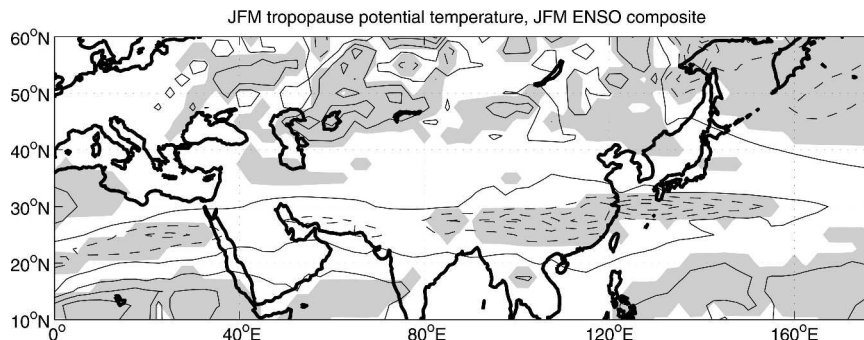 JFM tropopause potential temperature, JFM ENSO composite
60°N
50°N
40°N
30°N
20°N
10°N
0° 40°E 80°E 120°E 160°E